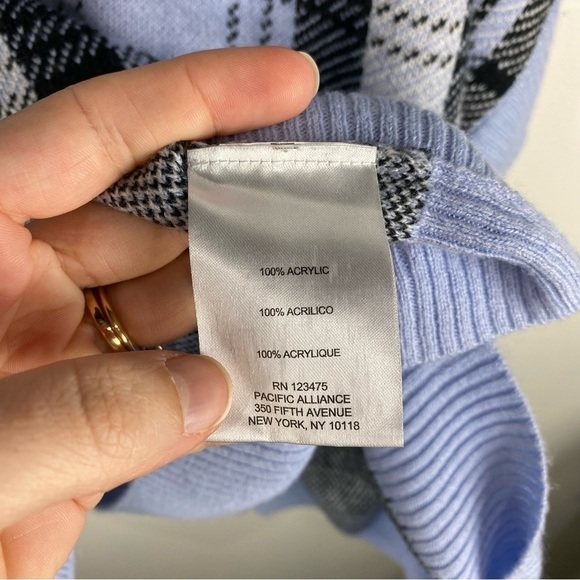 100% ACRYLIC
100% ACRILICO
100% ACRYLIQUE
RN 123475
PACIFIC ALLIANCE
350 FIFTH AVENUE
NEW YORK, NY 10118